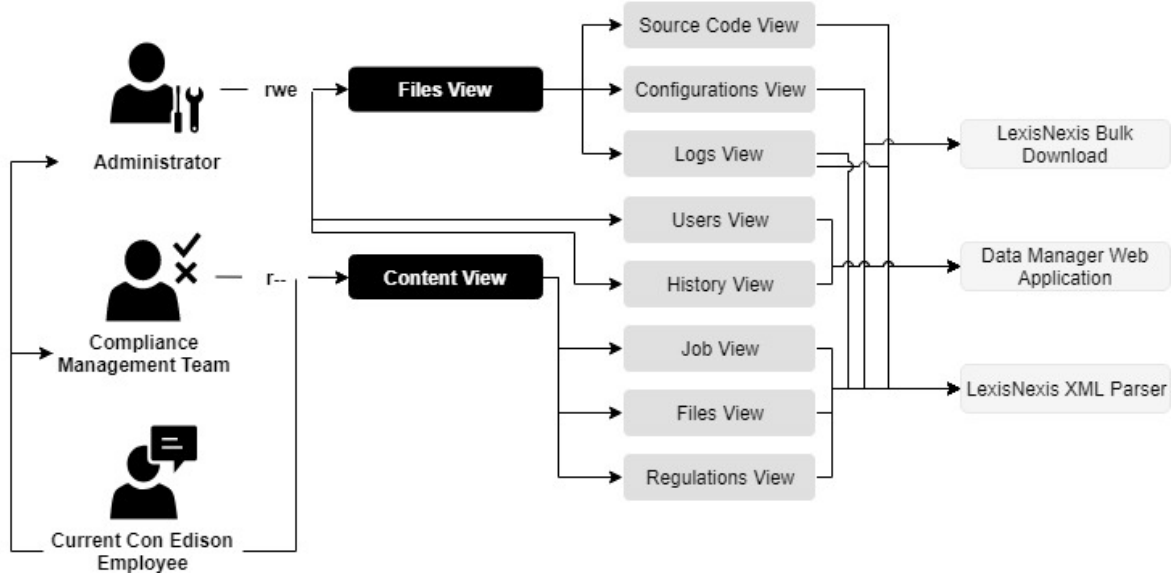 Source Code View
rwe
Files View
Configurations View
Administrator
Logs View
LexisNexis Bulk
Download
Users View
r--
Content View
History View
Data Manager Web
Application
Compliance
Management Team
Job View
LexisNexis XML Parser
Files View
Regulations View
Current Con Edison
Employee